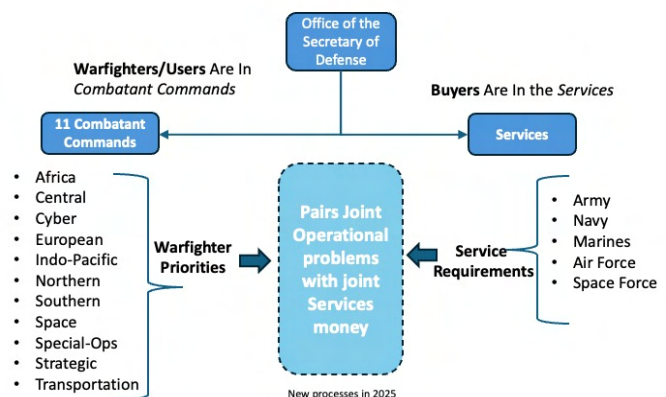 Office of the
Secretary of
Defense
Warfighters/Users Are In
Combatant Commands
Buyers Are In the Services
11 Combatant
Commands
Services
• Africa
• Central
• Cyber
• European
• Indo-Pacific
• Northern
• Southern
• Space
• Special-Ops
• Strategic
• Transportation
Warfighter
Priorities
Pairs Joint
Operational
problems
with joint
Services
money
Service
Requirements
• Army
• Navy
• Marines
• Air Force
• Space Force
New processes in 2025